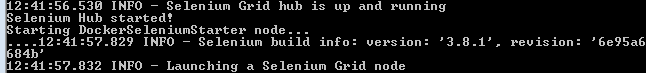 12:41:56.530 INFO - Selenium Grid hub is up and running
Selenium Hub started!
Starting DockerSeleniumStarter node...
....12:41:57.829 INFO - Selenium build info: version: '3.8.1', revision: '6e95a6
684b'
12:41:57.832 INFO - Launching a Selenium Grid node